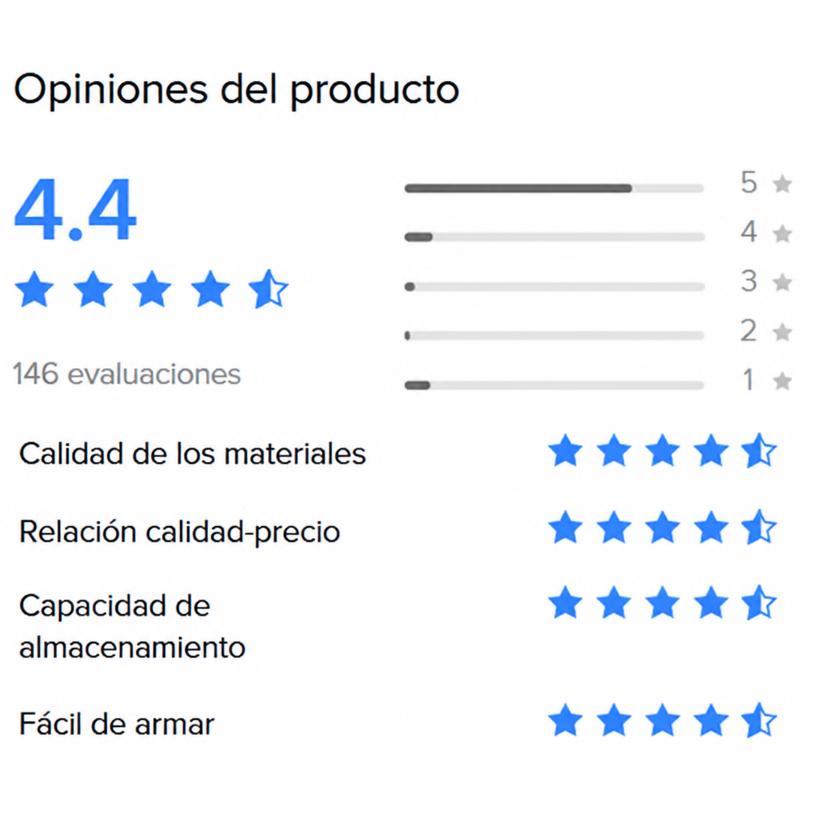 Opiniones del producto
4.4
5
4
3
2
1
146 evaluaciones
Calidad de los materiales
Relación calidad-precio
Capacidad de
almacenamiento
Fácil de armar